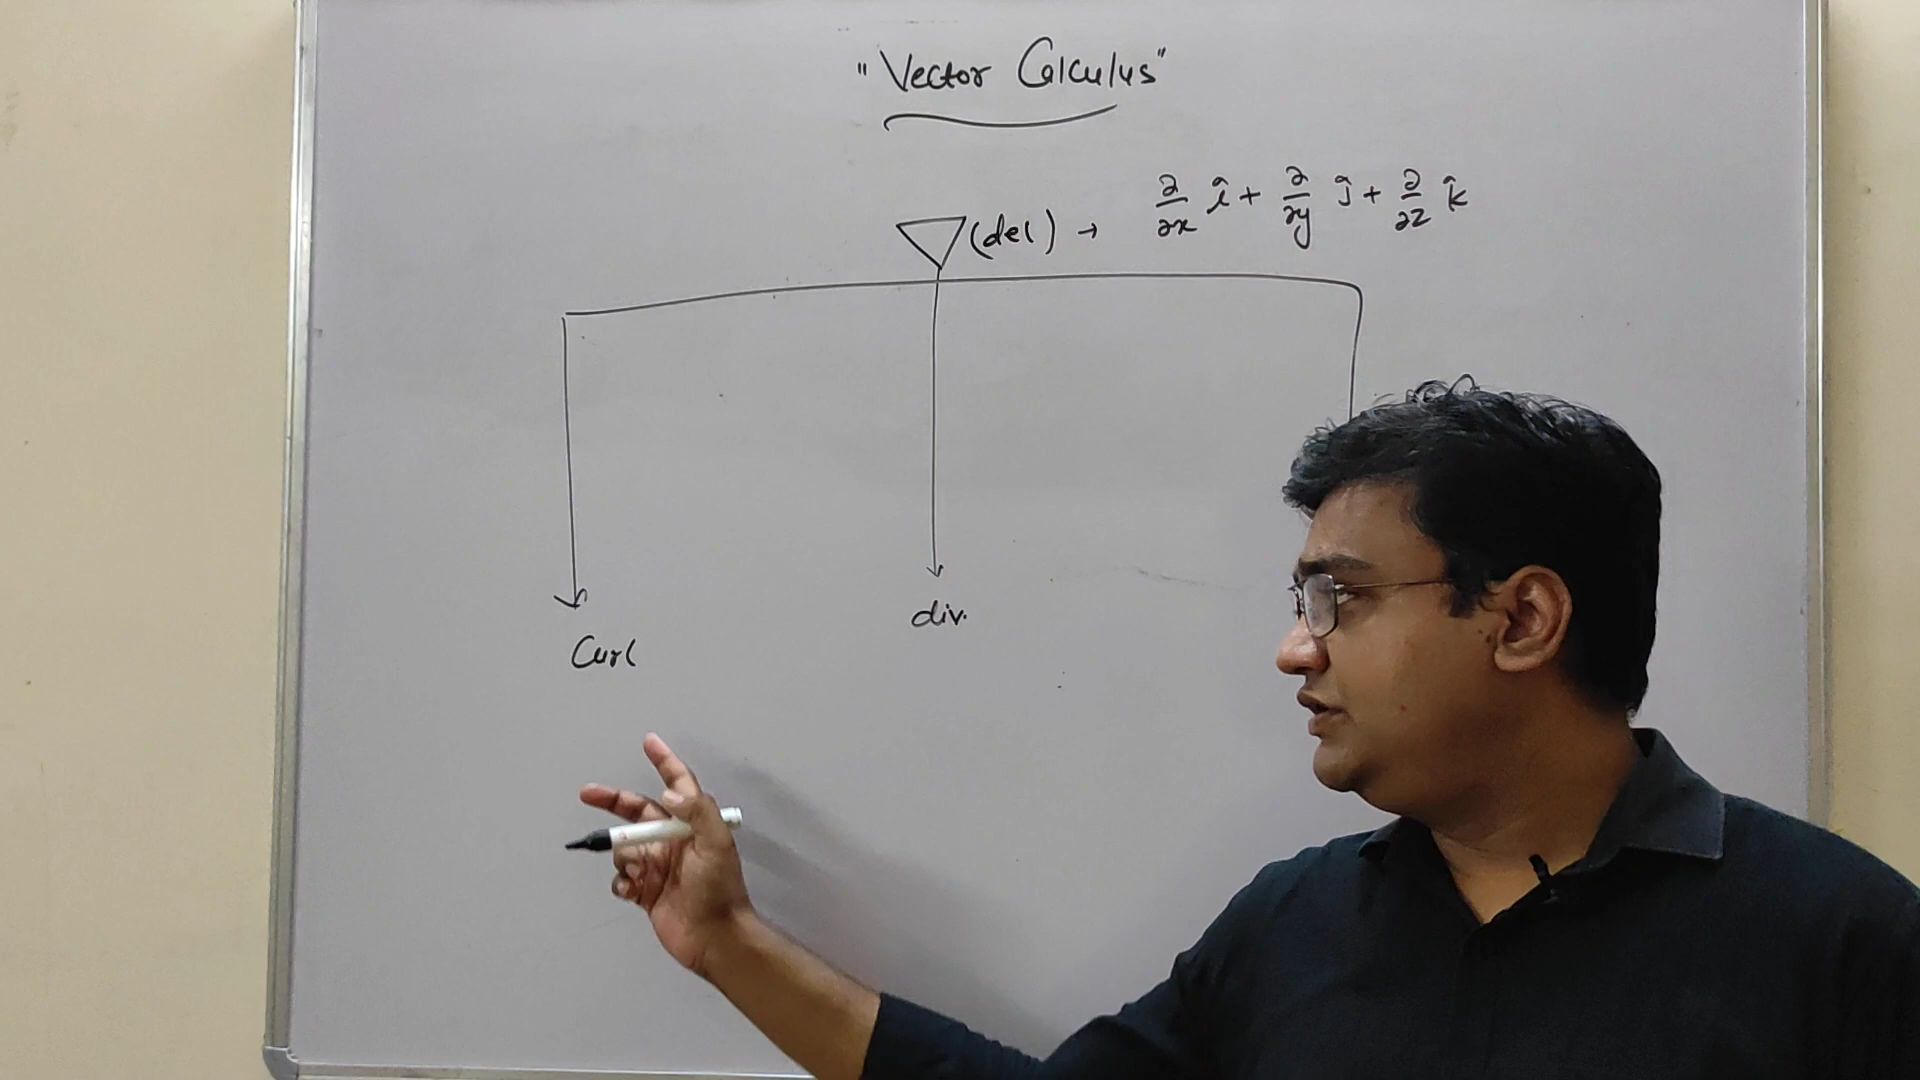 "Vector Calculus"
∇ (del) → ∂/∂x î + ∂/∂y ĵ + ∂/∂z k̂
div.
Curl